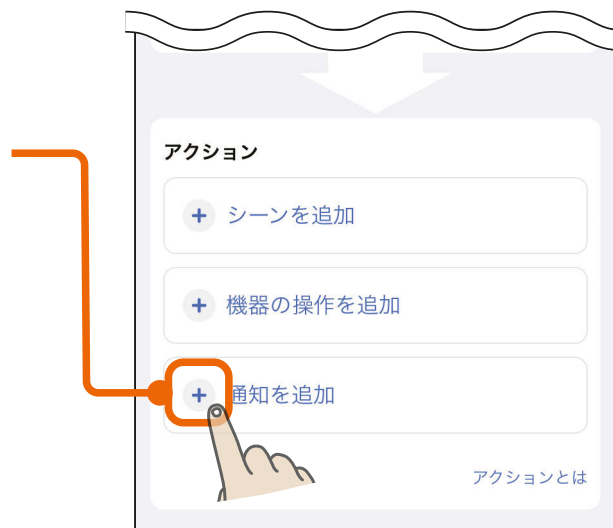 アクション
+ シーンを追加
+ 機器の操作を追加
+ 通知を追加
アクションとは